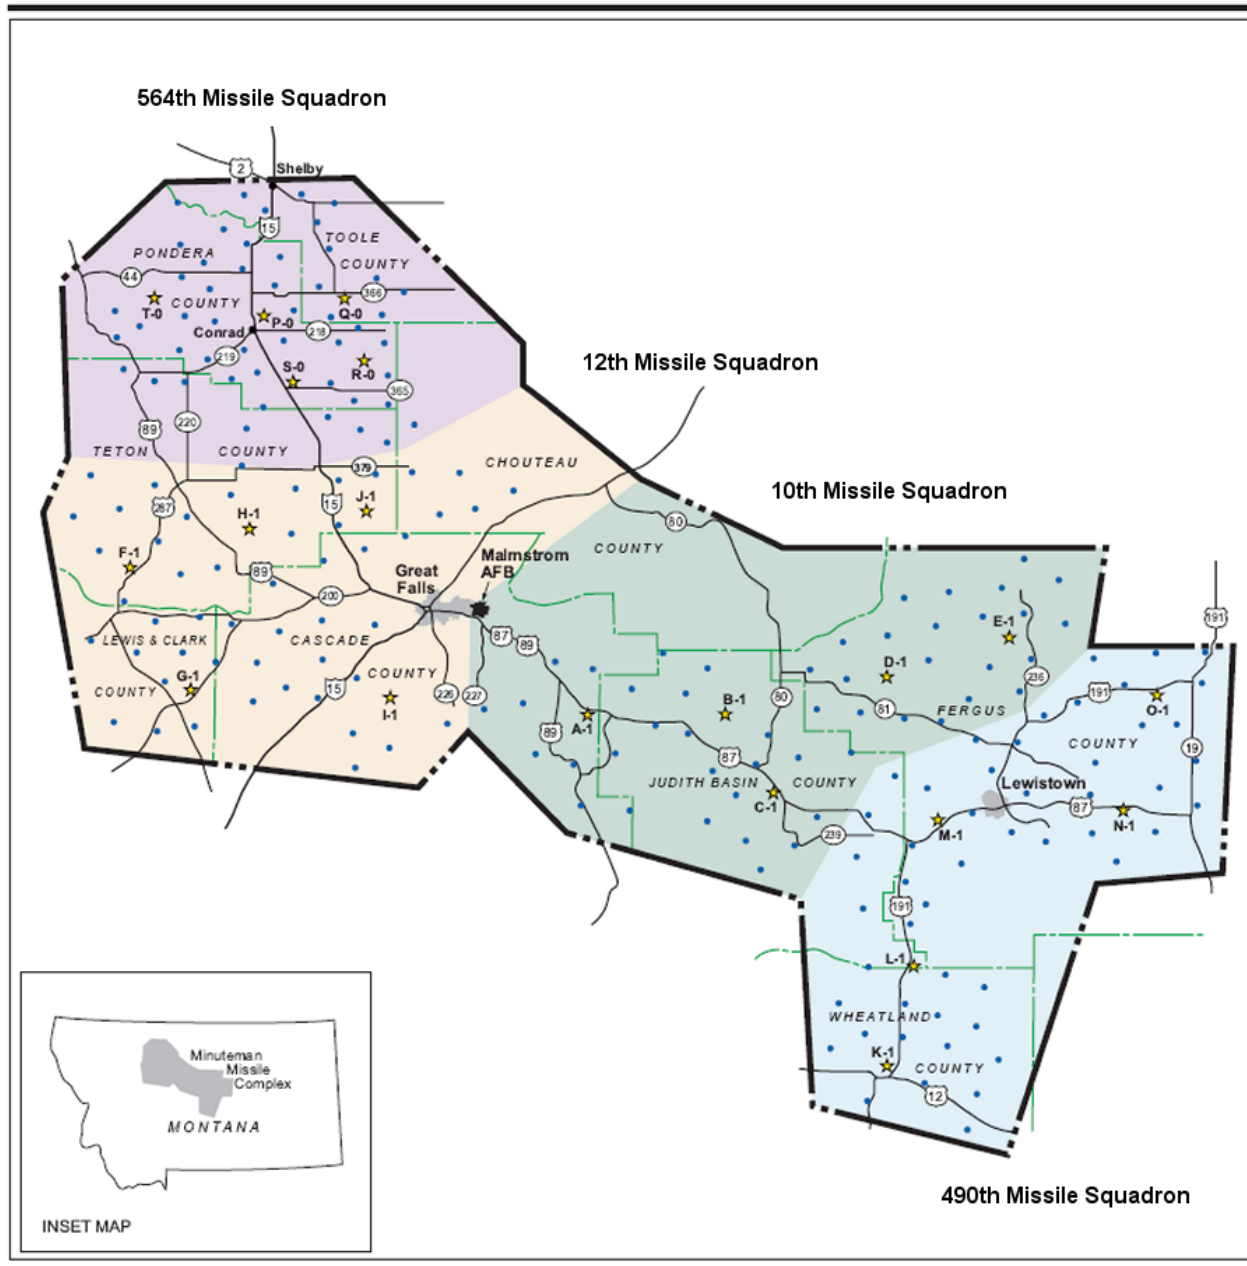 564th Missile Squadron
2
Shelby
15
TOOLE
PONDERA
COUNTY
44
366
T-0
COUNTY
Q-0
P-0
Conrad
218
219
S-0
R-0
365
12th Missile Squadron
220
89
TETON
COUNTY
CHOUTEAU
379
10th Missile Squadron
287
15
J-1
H-1
80
COUNTY
F-1
Malmstrom
AFB
89
Great
Falls
200
191
E-1
LEWIS & CLARK
CASCADE
87
89
COUNTY
D-1
236
G-1
COUNTY
15
226
227
I-1
B-1
80
191
O-1
81
FERGUS
A-1
89
COUNTY
19
87
JUDITH BASIN
COUNTY
Lewistown
C-1
87
N-1
239
M-1
191
L-1
WHEATLAND
K-1
COUNTY
12
Minuteman
Missile
Complex
MONTANA
490th Missile Squadron
INSET MAP